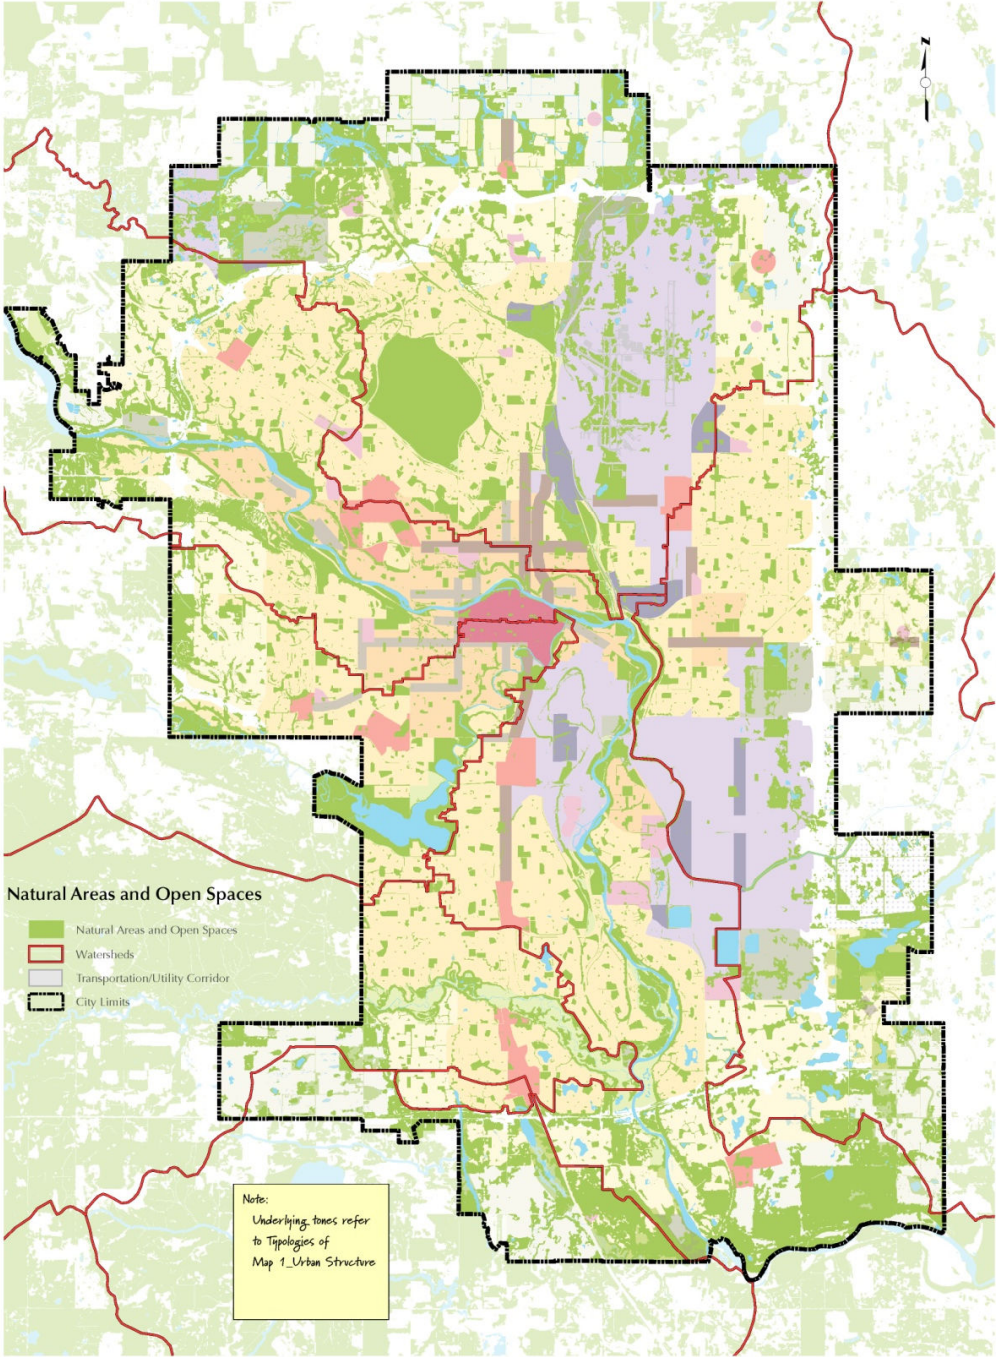 N
Natural Areas and Open Spaces
Natural Areas and Open Spaces
Watersheds
Transportation/Utility Corridor
City Limits
Note:
Underlying tones refer
to Typologies of
Map 1_Urban Structure